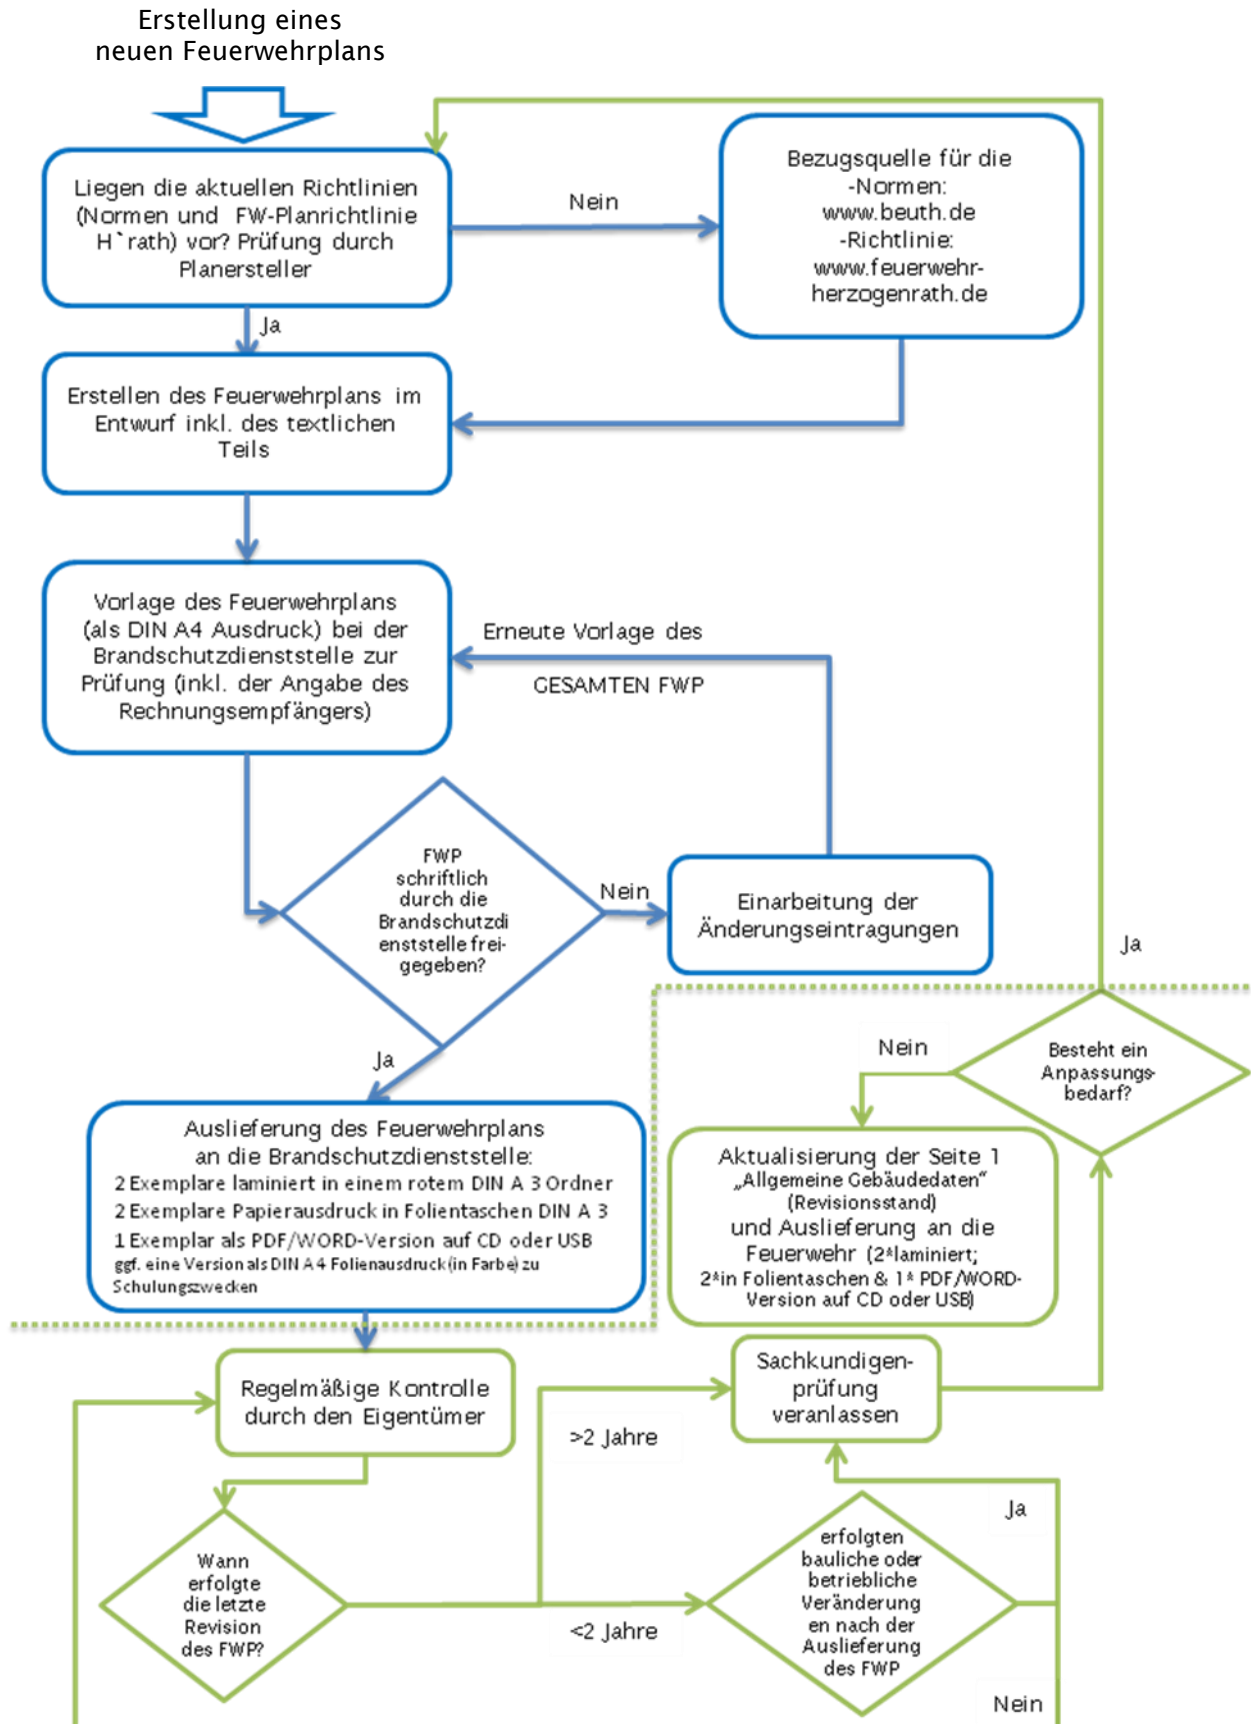 Erstellung eines
neuen Feuerwehrplans
Liegen die aktuellen Richtlinien
(Normen und FW-Planrichtlinie
H`rath) vor? Prüfung durch
Planersteller
Nein
Bezugsquelle für die
-Normen:
www.beuth.de
-Richtlinie:
www.feuerwehr-
herzogenrath.de
Ja
Erstellen des Feuerwehrplans im
Entwurf inkl. des textlichen
Teils
Vorlage des Feuerwehrplans
(als DIN A4 Ausdruck) bei der
Brandschutzdienststelle zur
Prüfung (inkl. der Angabe des
Rechnungsempfängers)
Erneute Vorlage des
GESAMTEN FWP
FWP
schriftlich
durch die
Brandschutzdi
enststelle frei-
gegeben?
Nein
Einarbeitung der
Änderungseintragungen
Ja
Ja
Auslieferung des Feuerwehrplans
an die Brandschutzdienststelle:
2 Exemplare laminiert in einem rotem DIN A 3 Ordner
2 Exemplare Papierausdruck in Folientaschen DIN A 3
1 Exemplar als PDF/WORD-Version auf CD oder USB
ggf. eine Version als DIN A4 Folienausdruck (in Farbe) zu
Schulungszwecken
Nein
Besteht ein
Anpassungs-
bedarf?
Aktualisierung der Seite 1
„Allgemeine Gebäudedaten“
(Revisionsstand)
und Auslieferung an die
Feuerwehr (2*laminiert;
2*in Folientaschen & 1* PDF/WORD-
Version auf CD oder USB)
Regelmäßige Kontrolle
durch den Eigentümer
Sachkundigen-
prüfung
veranlassen
>2 Jahre
Wann
erfolgte
die letzte
Revision
des FWP?
<2 Jahre
erfolgten
bauliche oder
betriebliche
Veränderung
en nach der
Auslieferung
des FWP
Ja
Nein